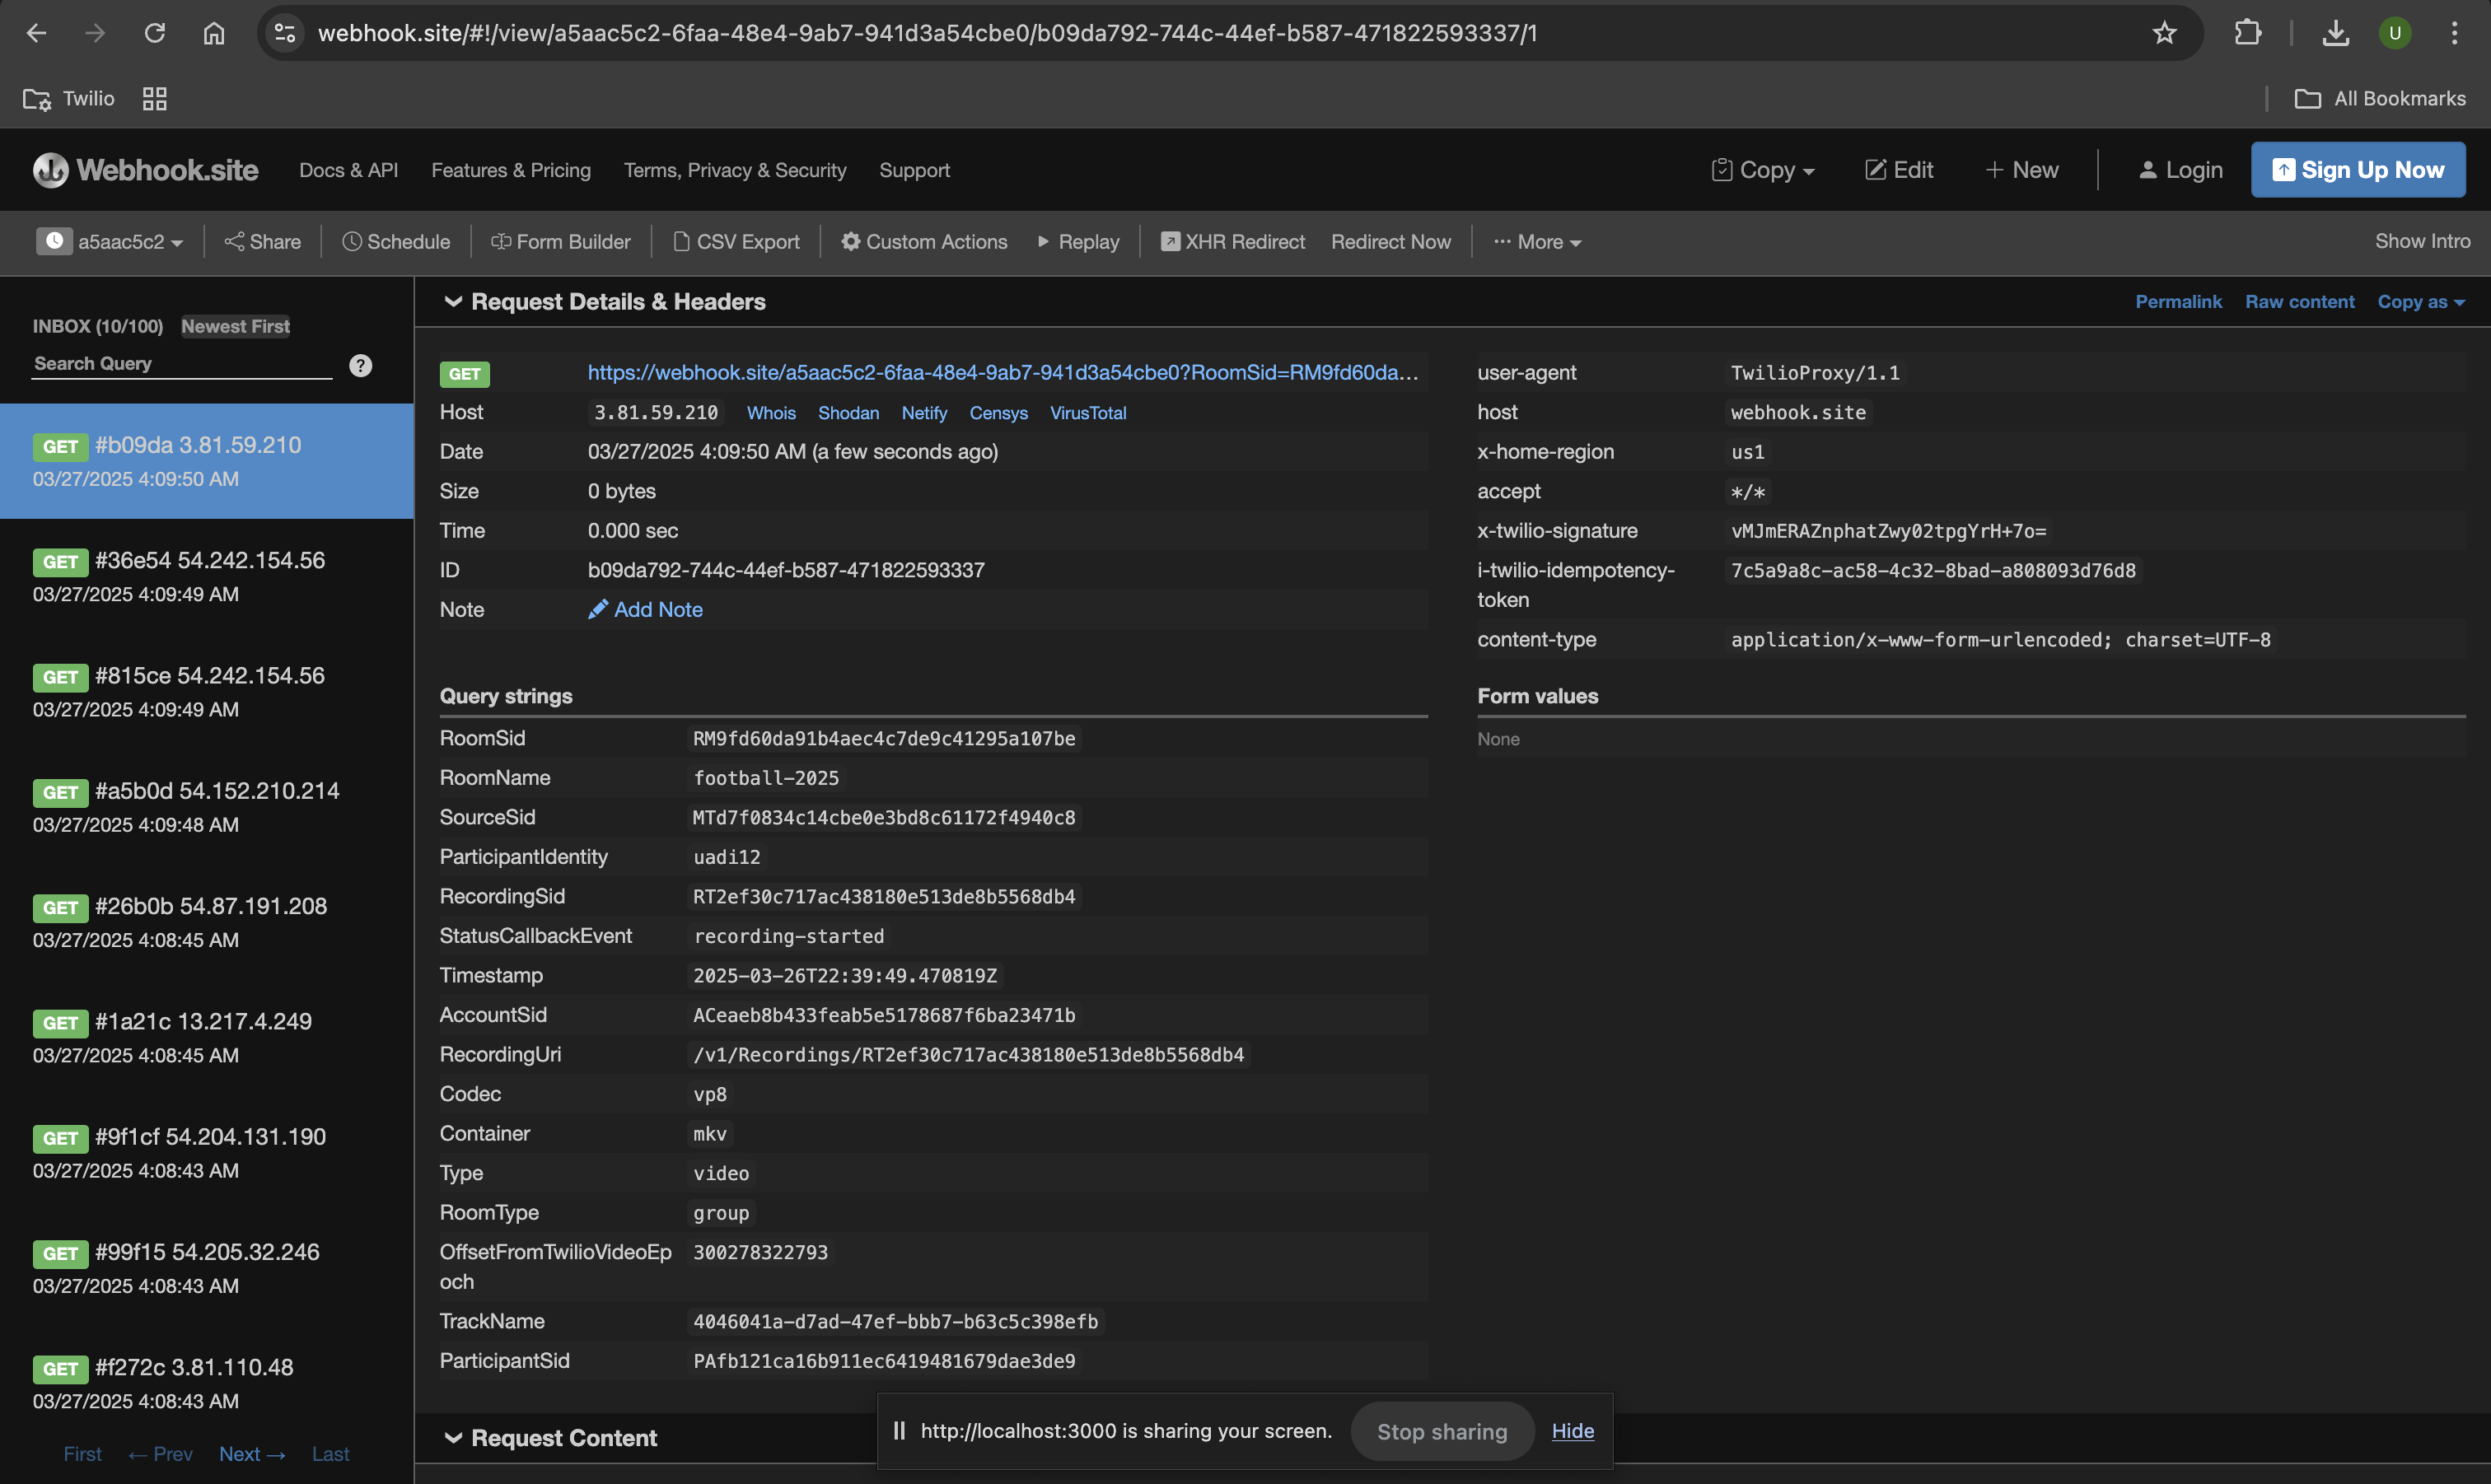 webhook.site/#!/view/a5aac5c2-6faa-48e4-9ab7-941d3a54cbe0/b09da792-744c-44ef-b587-471822593337/1
U
Twilio
All Bookmarks
Webhook.site
Docs & API
Features & Pricing
Terms, Privacy & Security
Support
Copy
Edit
+ New
Login
Sign Up Now
a5aac5c2
Share
Schedule
Form Builder
CSV Export
Custom Actions
Replay
XHR Redirect
Redirect Now
More
Show Intro
INBOX (10/100) Newest First
Search Query
?
GET #b09da 3.81.59.210
03/27/2025 4:09:50 AM
GET #36e54 54.242.154.56
03/27/2025 4:09:49 AM
GET #815ce 54.242.154.56
03/27/2025 4:09:49 AM
GET #a5b0d 54.152.210.214
03/27/2025 4:09:48 AM
GET #26b0b 54.87.191.208
03/27/2025 4:08:45 AM
GET #1a21c 13.217.4.249
03/27/2025 4:08:45 AM
GET #9f1cf 54.204.131.190
03/27/2025 4:08:43 AM
GET #99f15 54.205.32.246
03/27/2025 4:08:43 AM
GET #f272c 3.81.110.48
03/27/2025 4:08:43 AM
First ← Prev Next → Last
Request Details & Headers
Permalink Raw content Copy as
GET https://webhook.site/a5aac5c2-6faa-48e4-9ab7-941d3a54cbe0?RoomSid=RM9fd60da...
Host 3.81.59.210 Whois Shodan Netify Censys VirusTotal
Date 03/27/2025 4:09:50 AM (a few seconds ago)
Size 0 bytes
Time 0.000 sec
ID b09da792-744c-44ef-b587-471822593337
Note Add Note
user-agent TwilioProxy/1.1
host webhook.site
x-home-region us1
accept */*
x-twilio-signature vMJmERAZnphatZwy02tpgYrH+7o=
i-twilio-idempotency- 7c5a9a8c-ac58-4c32-8bad-a808093d76d8
token
content-type application/x-www-form-urlencoded; charset=UTF-8
Query strings
RoomSid RM9fd60da91b4aec4c7de9c41295a107be
RoomName football-2025
SourceSid MTd7f0834c14cbe0e3bd8c61172f4940c8
ParticipantIdentity uadi12
RecordingSid RT2ef30c717ac438180e513de8b5568db4
StatusCallbackEvent recording-started
Timestamp 2025-03-26T22:39:49.470819Z
AccountSid ACeaeb8b433feab5e5178687f6ba23471b
RecordingUri /v1/Recordings/RT2ef30c717ac438180e513de8b5568db4
Codec vp8
Container mkv
Type video
RoomType group
OffsetFromTwilioVideoEp 300278322793
och
TrackName 4046041a-d7ad-47ef-bbb7-b63c5c398efb
ParticipantSid PAfb121ca16b911ec6419481679dae3de9
Form values
None
Request Content
http://localhost:3000 is sharing your screen. Stop sharing Hide